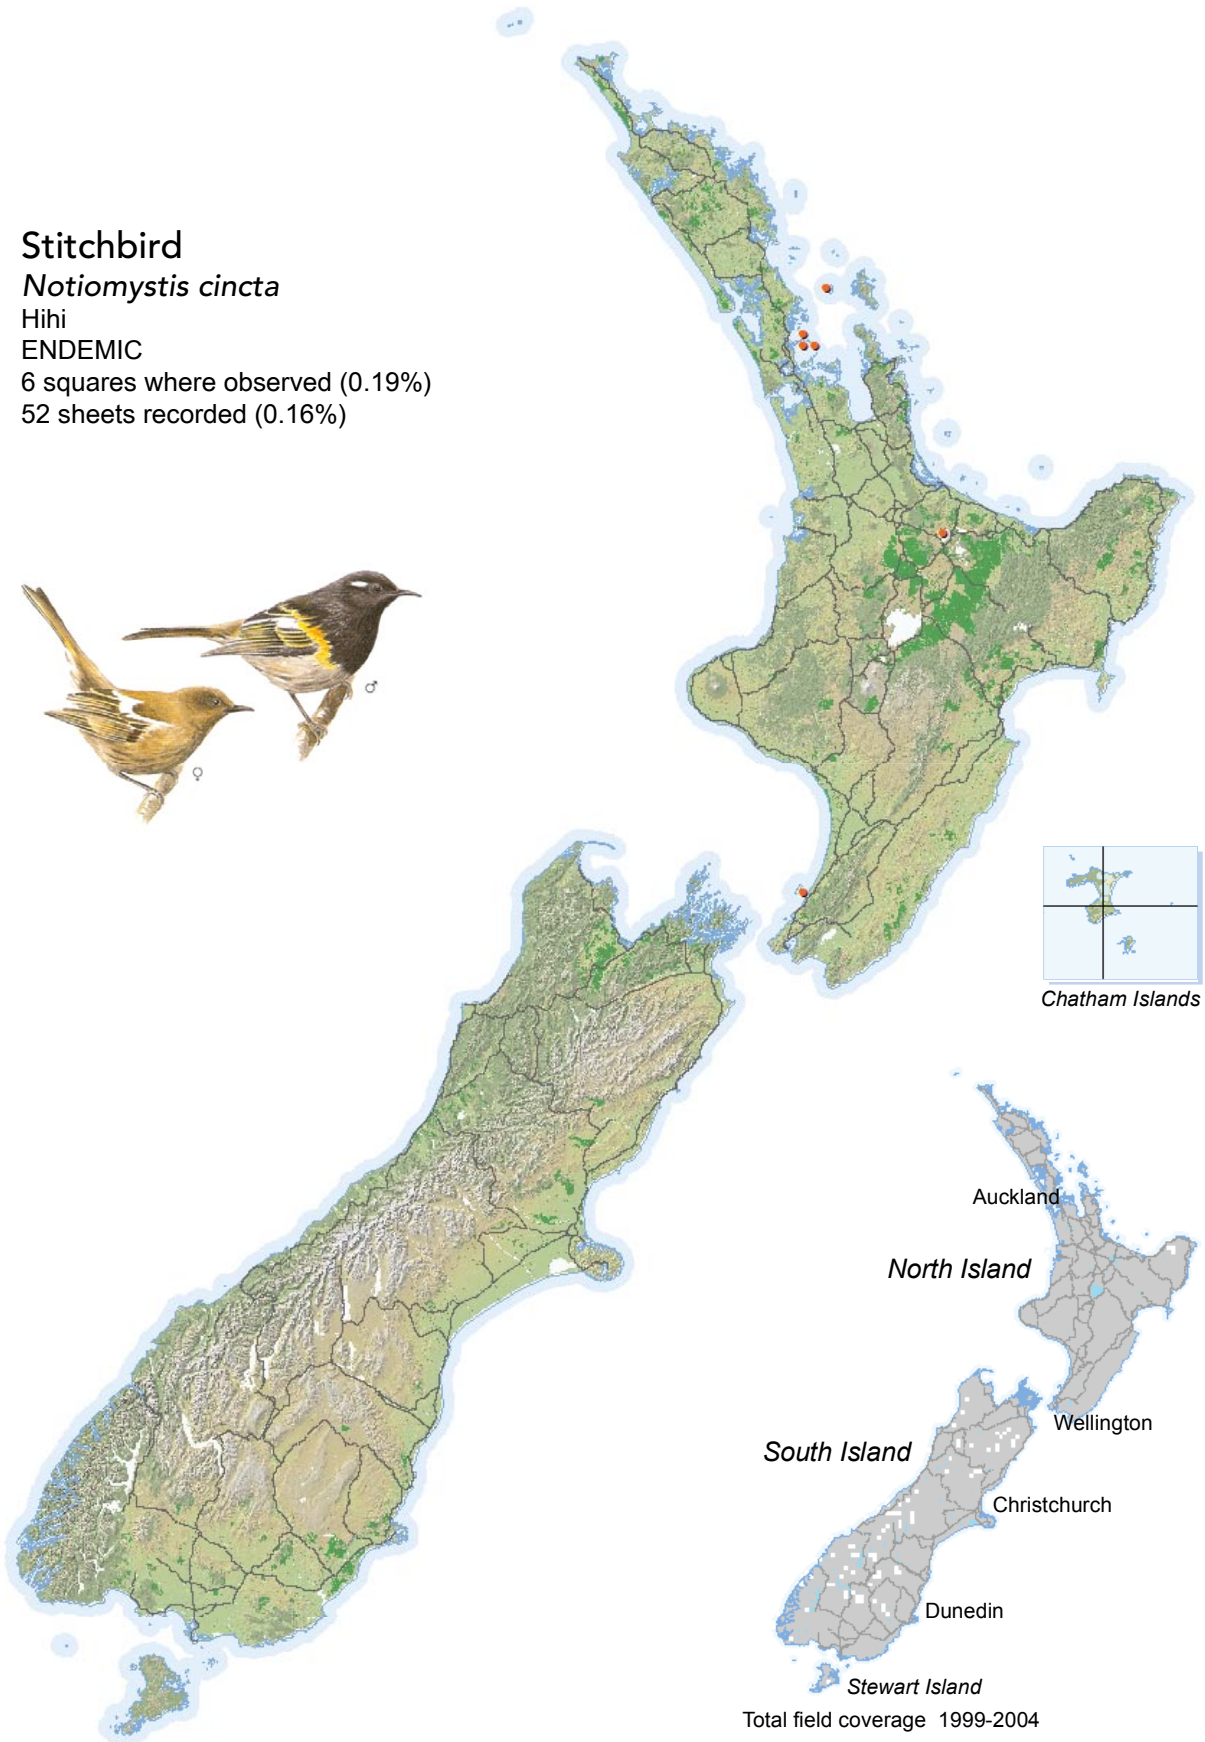 Stitchbird
Notiomystis cincta
Hihi
ENDEMIC
6 squares where observed (0.19%)
52 sheets recorded (0.16%)
♂
♀
Chatham Islands
Auckland
North Island
Wellington
South Island
Christchurch
Dunedin
Stewart Island
Total field coverage 1999-2004